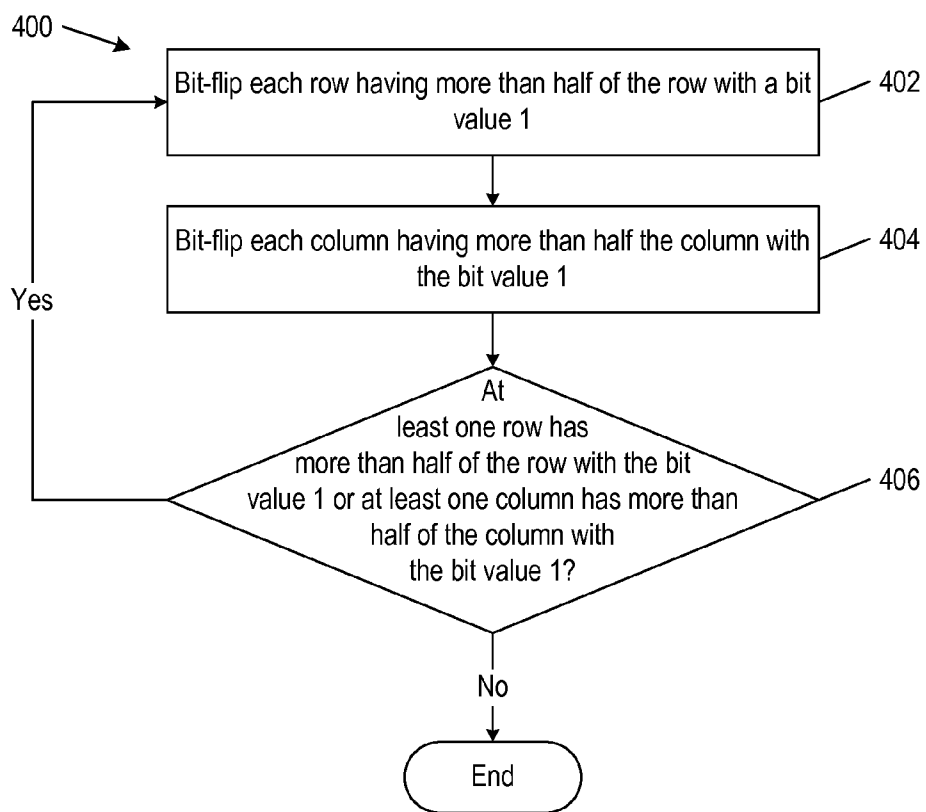 400
Bit-flip each row having more than half of the row with a bit
value 1
402
Bit-flip each column having more than half the column with
the bit value 1
404
Yes
At
least one row has
more than half of the row with the bit
value 1 or at least one column has more than
half of the column with
the bit value 1?
406
No
End